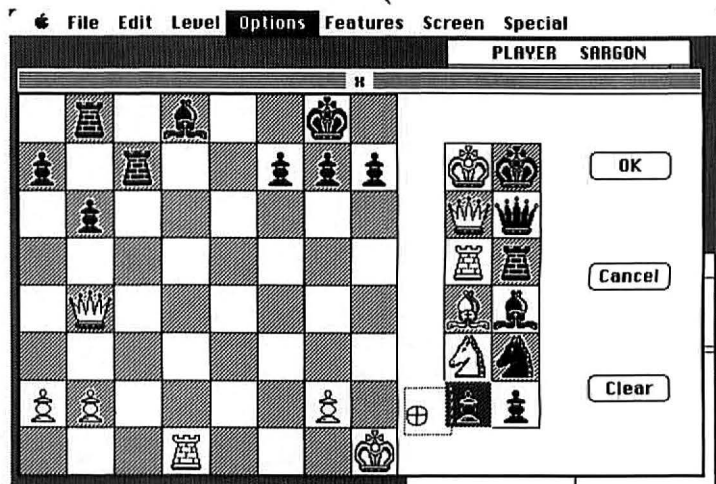 File Edit Level Options Features Screen Special
PLAYER SARGON
OK
Cancel
Clear